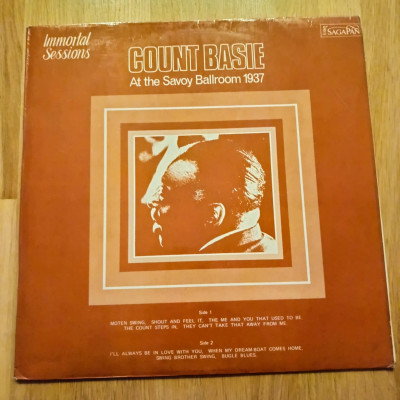 Immortal
Sessions
COUNT BASIE
At the Savoy Ballroom 1937
SAGAPAN
Side 1
MOTEN SWING, SHOUT AND FEEL IT, THE ME AND YOU THAT USED TO BE,
THE COUNT STEPS IN, THEY CAN'T TAKE THAT AWAY FROM ME.
Side 2
I'LL ALWAYS BE IN LOVE WITH YOU, WHEN MY DREAM-BOAT COMES HOME,
SWING BROTHER SWING, BUGLE BLUES.